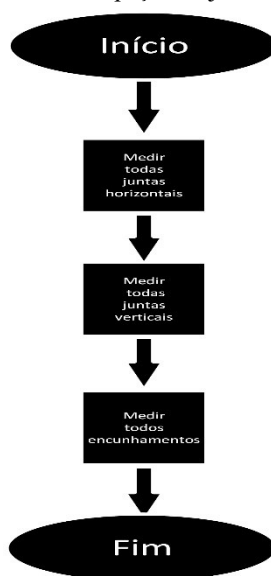 Início
Medir
todas
juntas
horizontais
Medir
todas
juntas
verticais
Medir
todos
encunhamentos
Fim